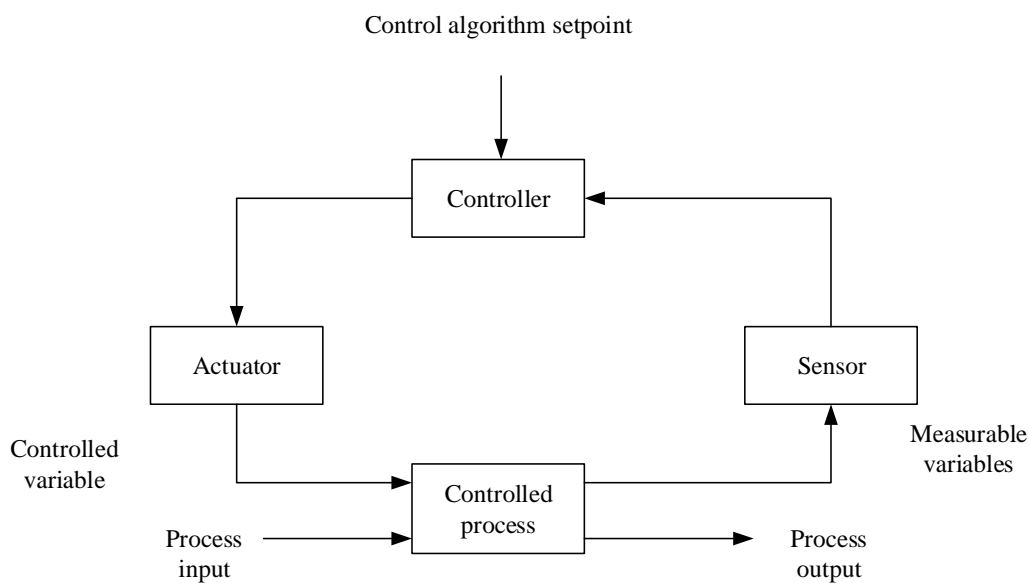 Control algorithm setpoint
Controller
Actuator
Sensor
Controlled
variable
Measurable
variables
Controlled
process
Process
input
Process
output